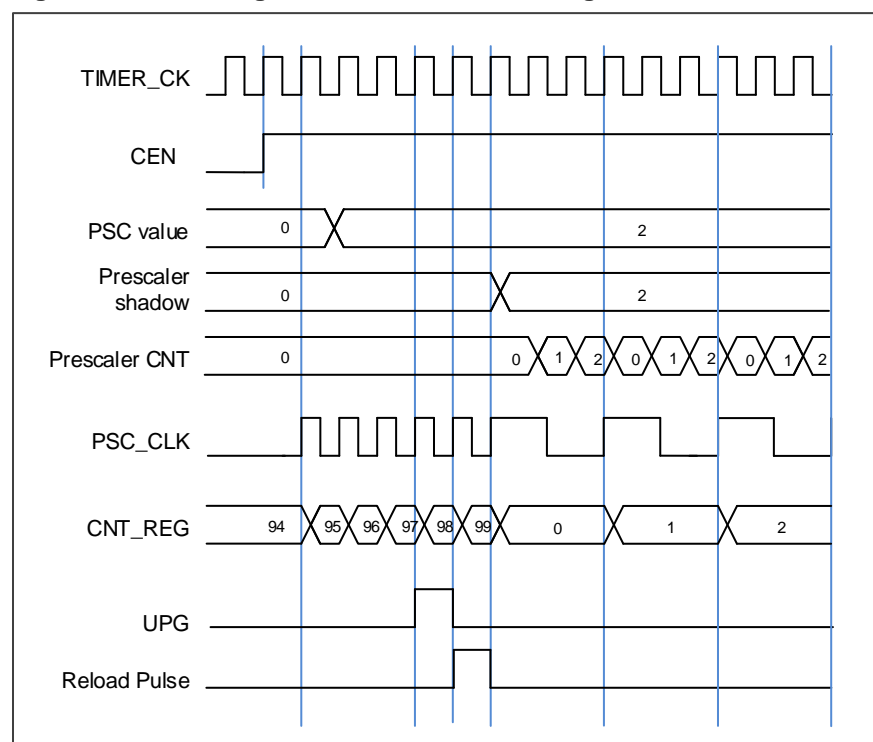 TIMER_CK
CEN
PSC value 0 2
Prescaler
shadow 0 2
Prescaler CNT 0 0 1 2 0 1 2 0 1 2
PSC_CLK
CNT_REG 94 95 96 97 98 99 0 1 2
UPG
Reload Pulse